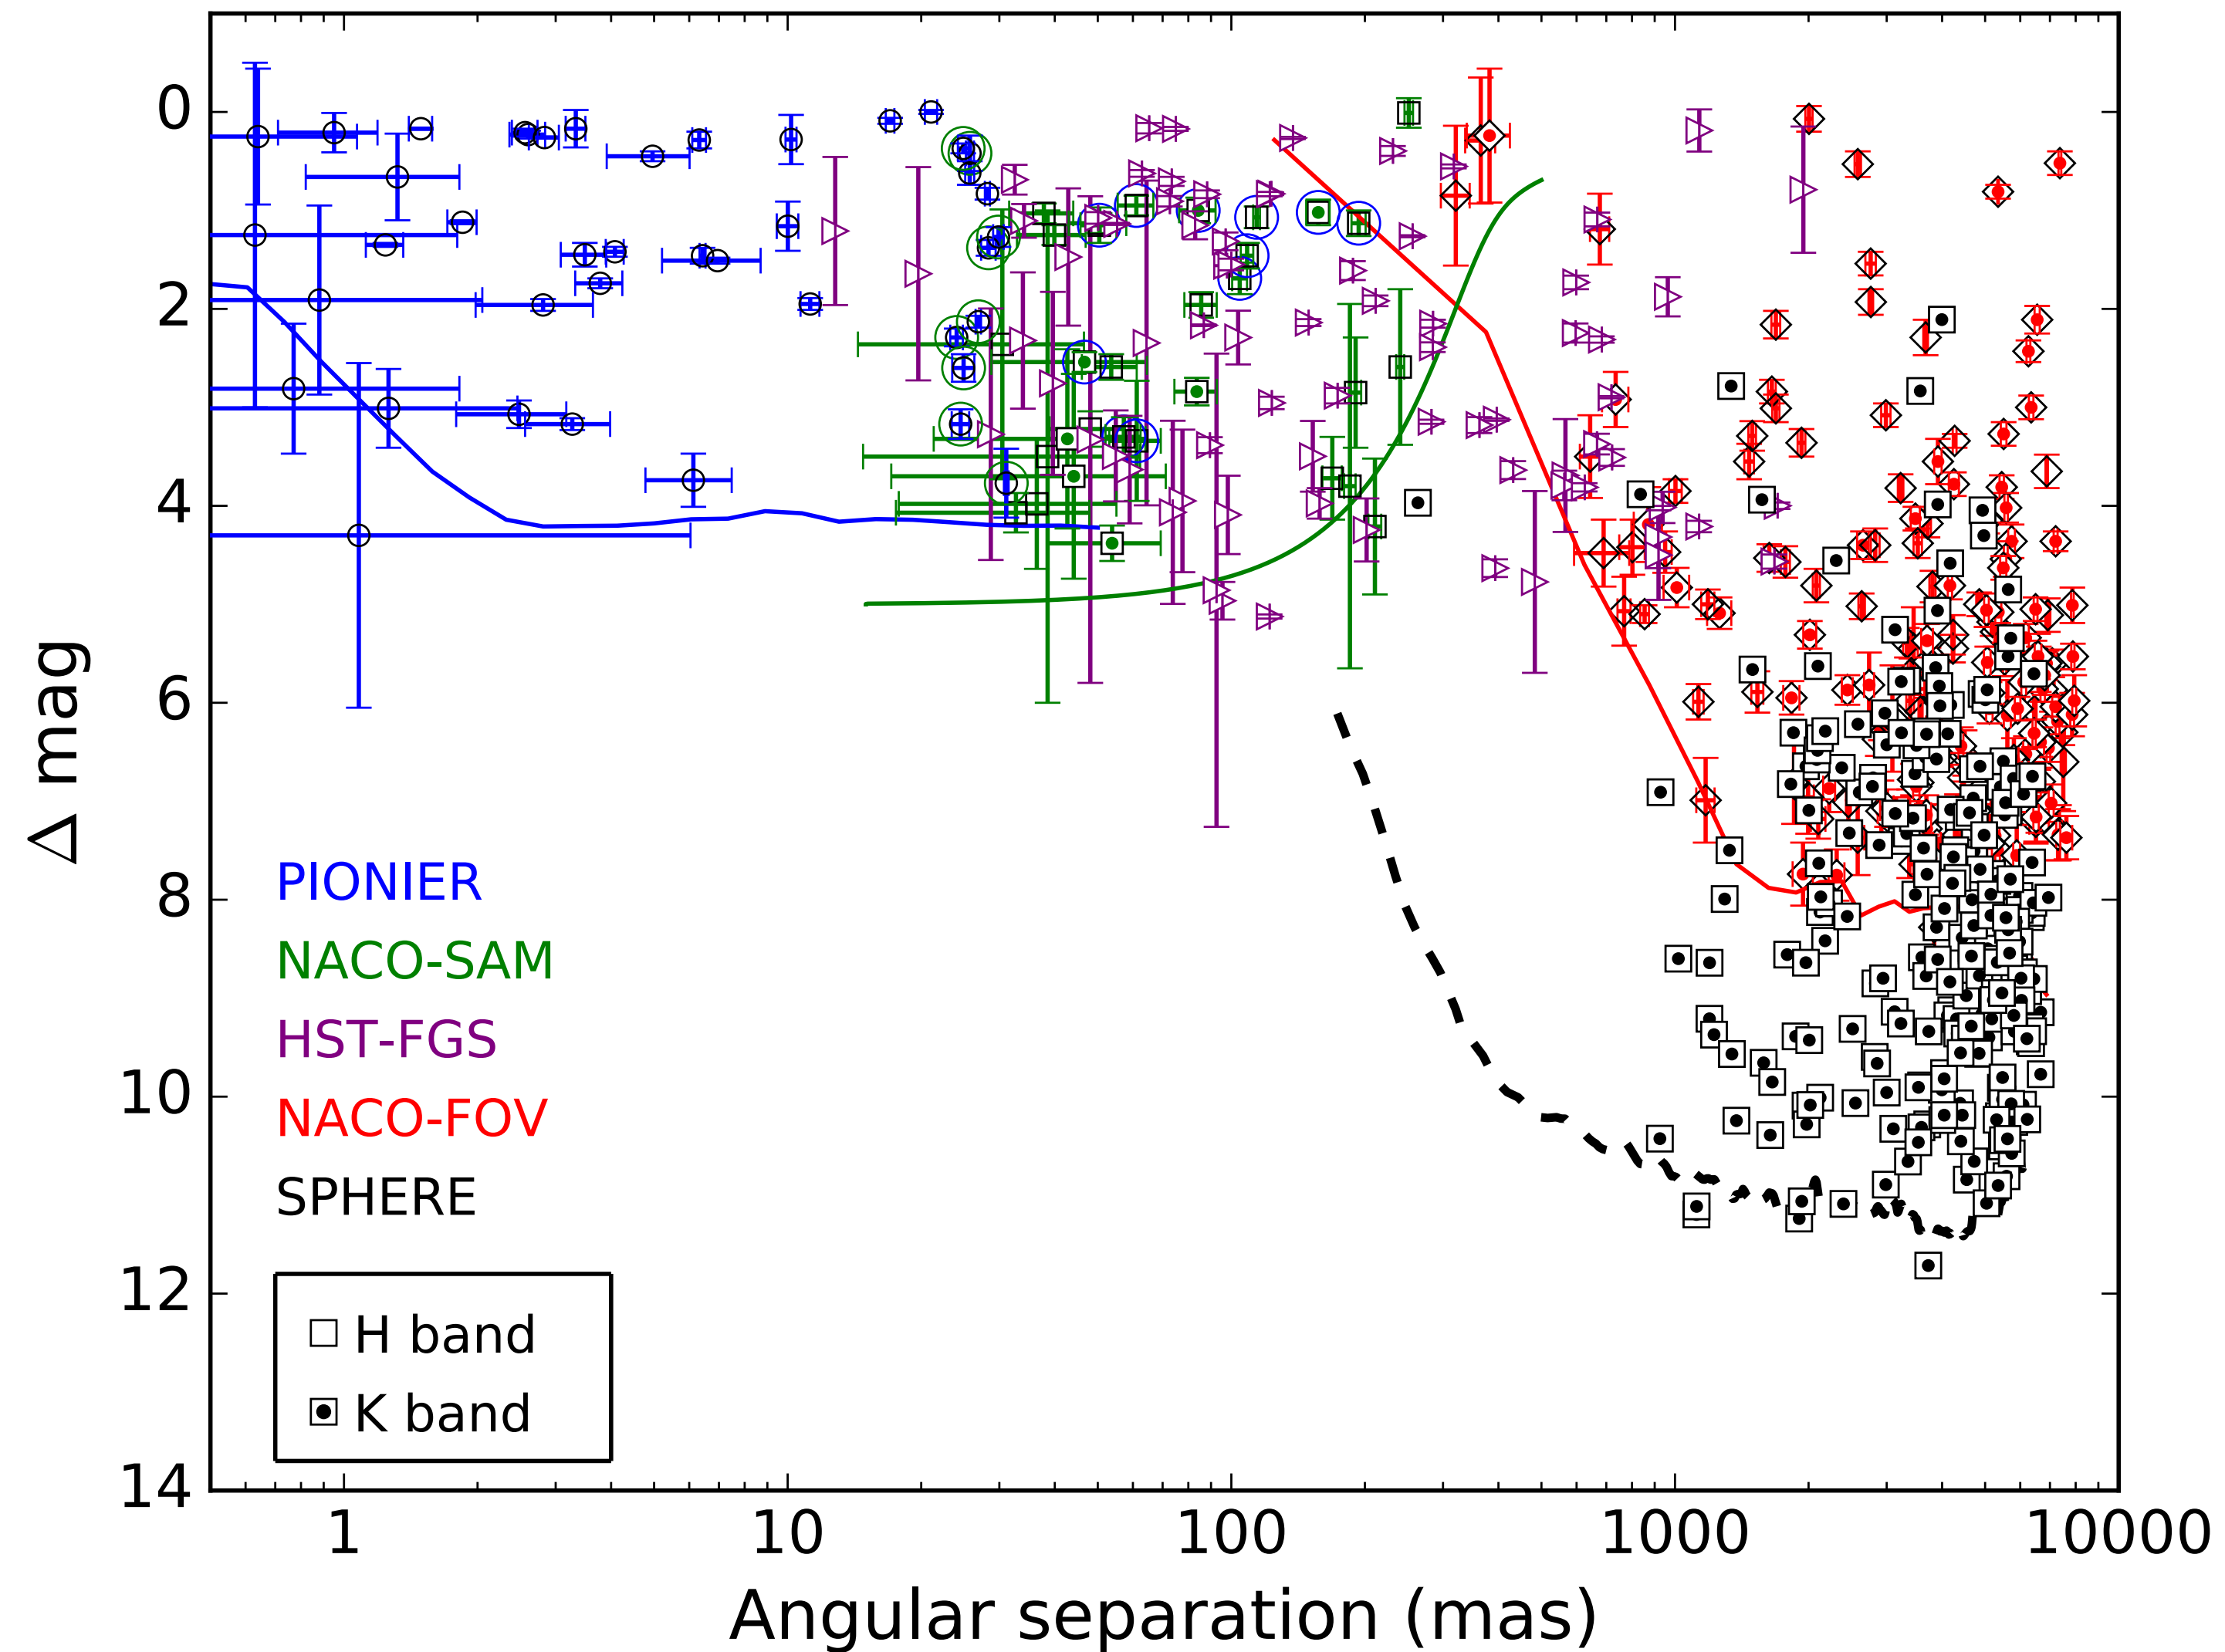 0
2
4
6
8
10
12
14
Δ mag
PIONIER
NACO-SAM
HST-FGS
NACO-FOV
SPHERE
H band
K band
1 10 100 1000 10000
Angular separation (mas)